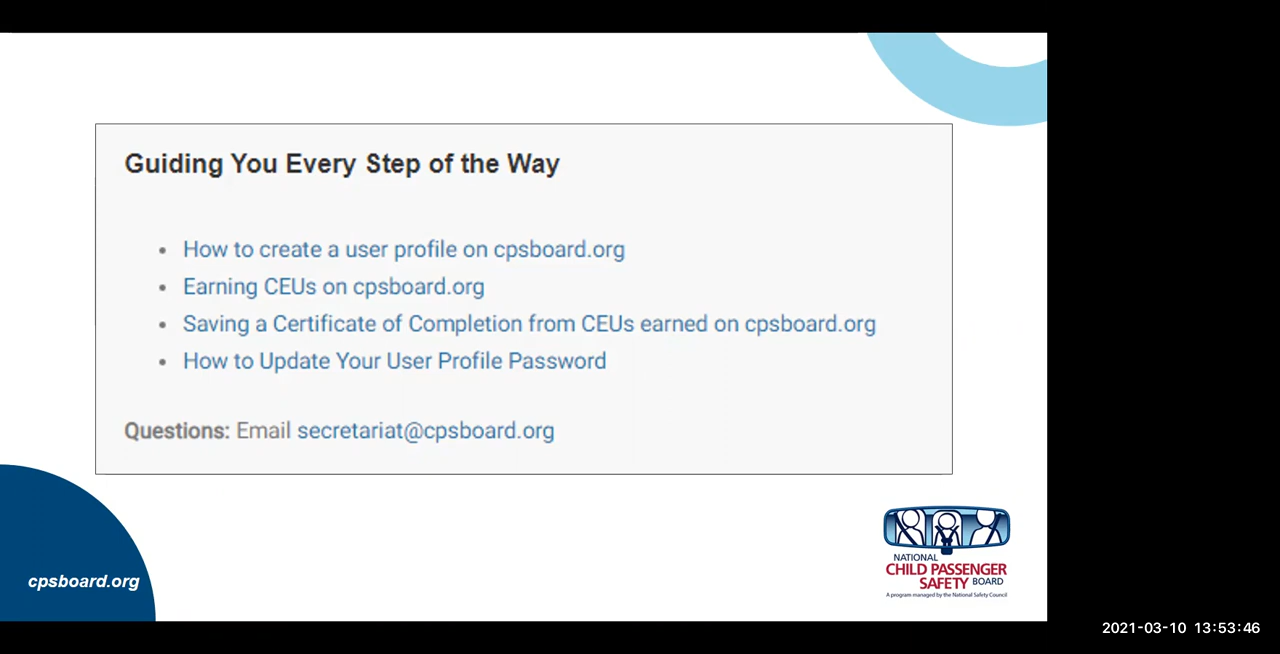 Guiding You Every Step of the Way
• How to create a user profile on cpsboard.org
• Earning CEUs on cpsboard.org
• Saving a Certificate of Completion from CEUs earned on cpsboard.org
• How to Update Your User Profile Password
Questions: Email secretariat@cpsboard.org
cpsboard.org
NATIONAL
CHILD PASSENGER
SAFETY BOARD
A program managed by the National Safety Council
2021-03-10 13:53:46